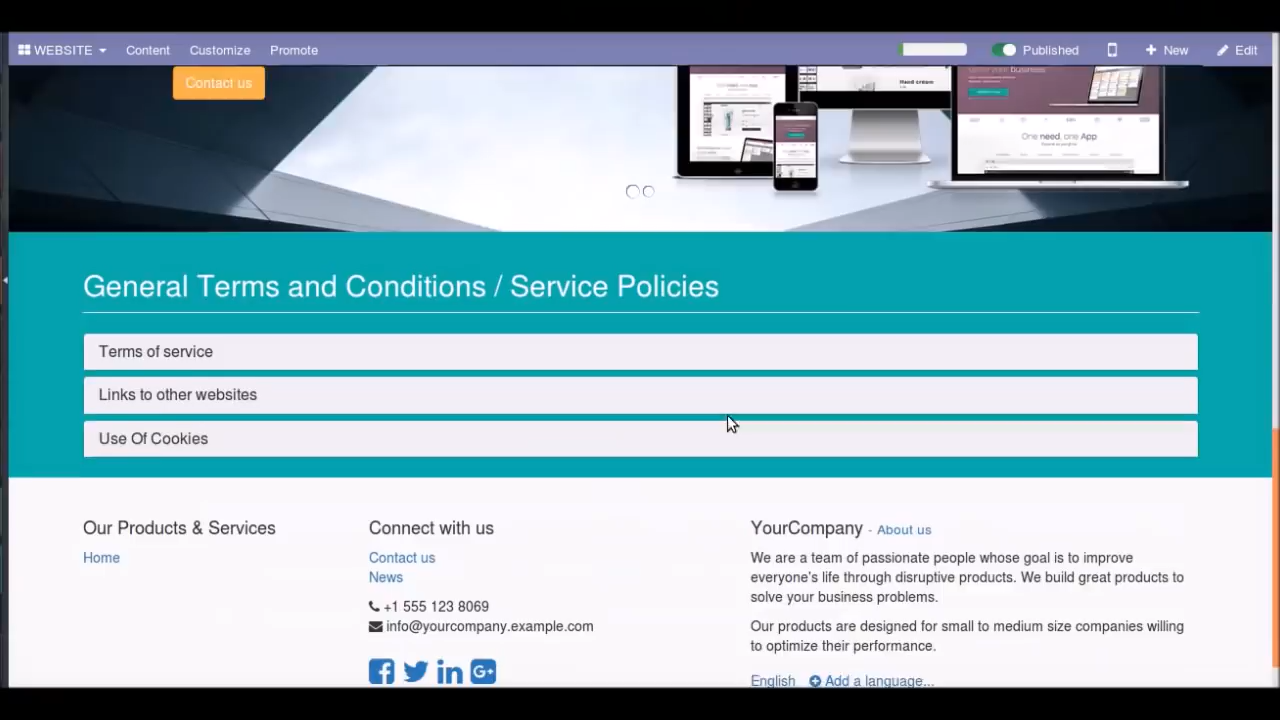 WEBSITE Content Customize Promote Published New Edit
Contact us
Hand cream
One need, one App
General Terms and Conditions / Service Policies
Terms of service
Links to other websites
Use Of Cookies
Our Products & Services
Home
Connect with us
Contact us
News
+1 555 123 8069
info@yourcompany.example.com
YourCompany - About us
We are a team of passionate people whose goal is to improve
everyone's life through disruptive products. We build great products to
solve your business problems.
Our products are designed for small to medium size companies willing
to optimize their performance.
English Add a language...